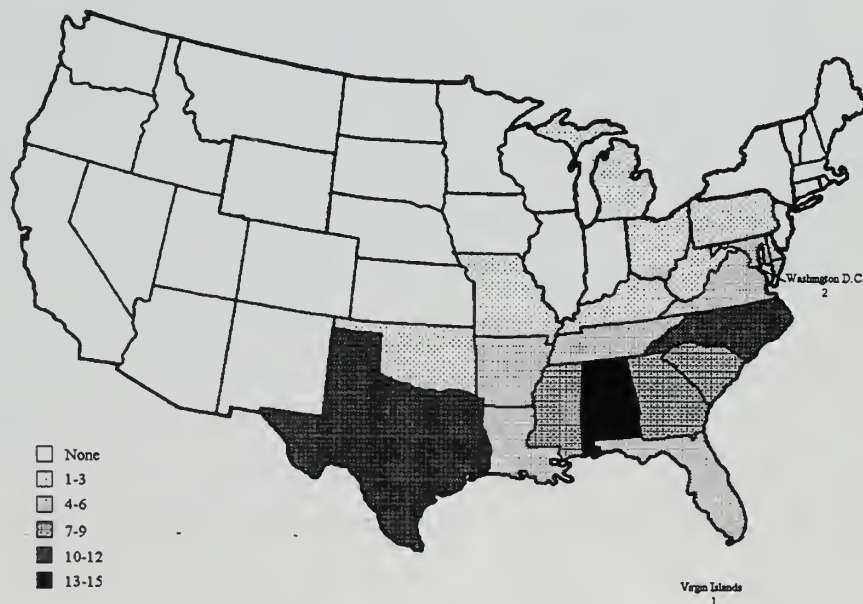 Washington D.C.
2
None
1-3
4-6
7-9
10-12
13-15
Virgin Islands
1